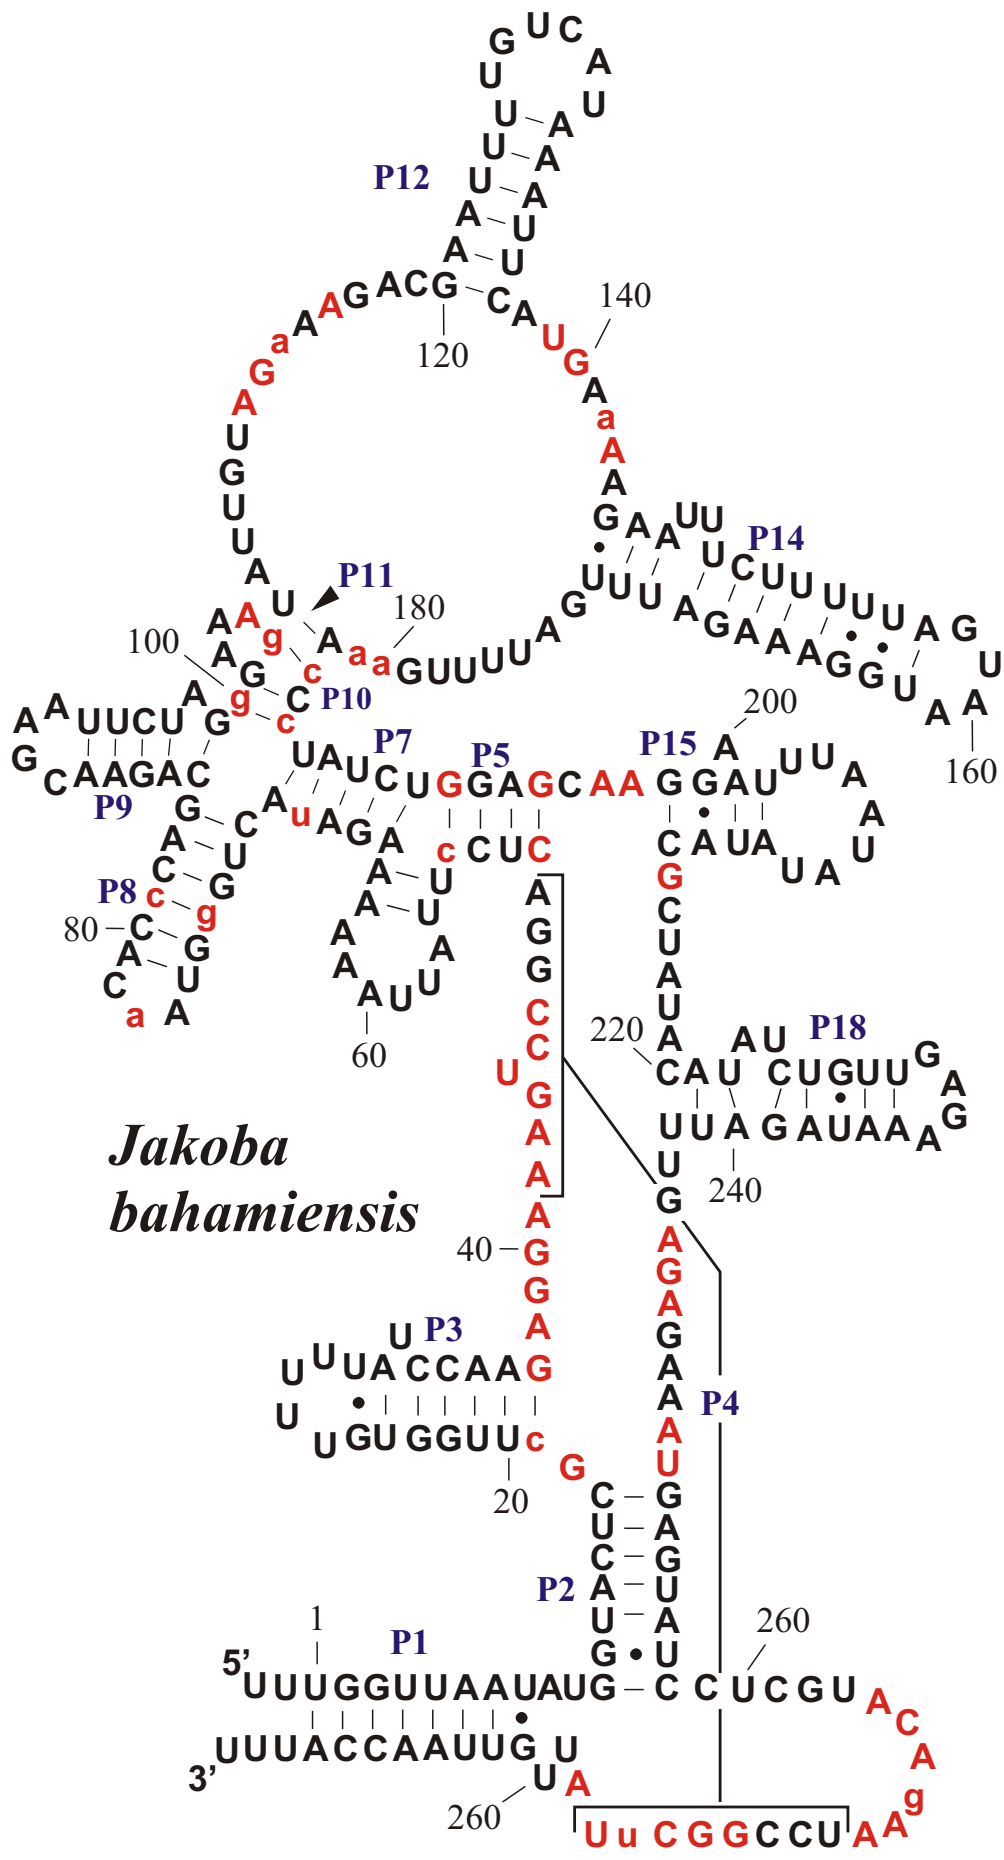 G U C
U A
U A U
U A
P12
U A
A U
A U
G A C G C A
140
120
A A a G A U G U U A U
U G A a A A
G A A U U U C U U U U U A G U A
P14
U U U U A G A A A G G U A
160
G A U U U U G a a A
180
P11
A A g
100
A G c C
P10
g c
A A U U C U A G
G C A A G A C
P9
U A U C U G G A G C A A G G A U U U U A A U
P7
P5
P15
200
A u A G A A A A A A U U A U U
60
c C U C
C A U A U A
G A C c C A C a A U G g G U C
P8
80
A G G C C U G A A A G G A G
40
G C U A U A C
220
A U A U C U G U U G A G A
P18
U U A G A U A A A
240
Jakoba
bahamiensis
U U G A G A G A A A U
P4
U U U U A C C A A G
P3
U U G U G G U U c
20
G
C U C A U G
P2
G A G U A U
1
P1
260
5’
U U U G G U U A A U A U G C C U C G U A C A g A A
3’
U U U A C C A A U U G U U A
260
U u C G G C C U